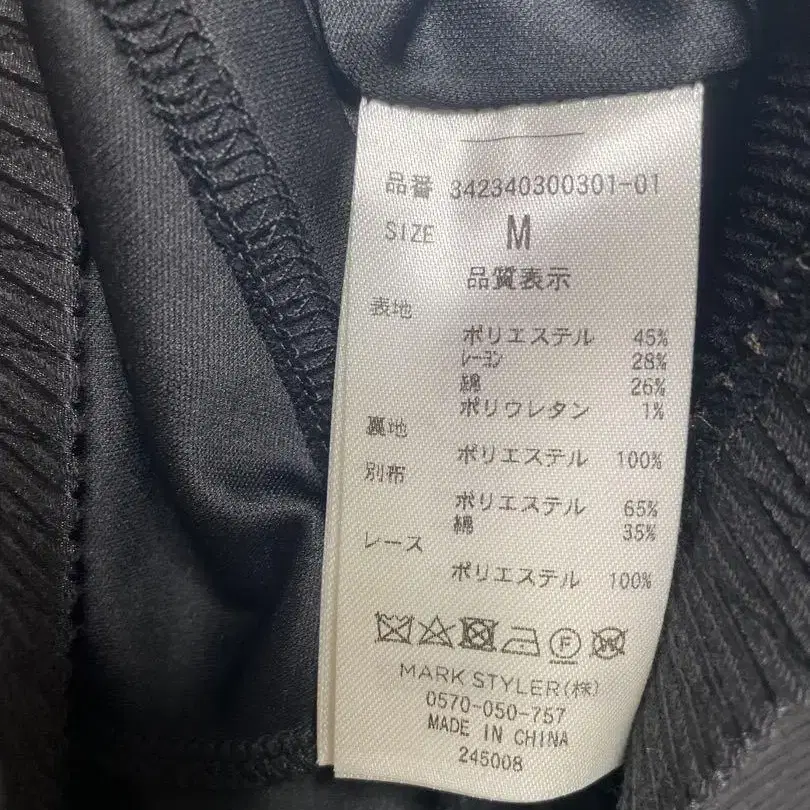 品番 342340300301-01
SIZE M
品質表示
表地
ポリエステル 45%
レーヨン 28%
綿 26%
ポリウレタン 1%
裏地
ポリエステル 100%
別布
ポリエステル 65%
綿 35%
レース
ポリエステル 100%
F W
MARK STYLER(株)
0570-050-757
MADE IN CHINA
245008